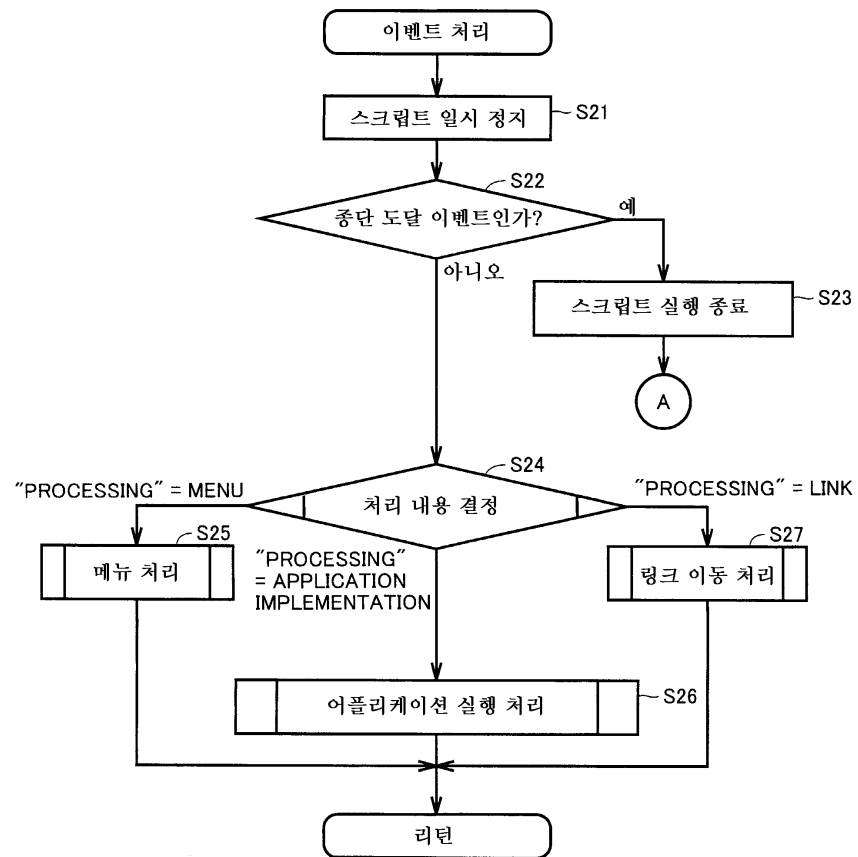 이벤트 처리
스크립트 일시 정지
S21
S22
종단 도달 이벤트인가?
예
아니오
스크립트 실행 종료
S23
A
S24
"PROCESSING" = MENU
처리 내용 결정
"PROCESSING" = LINK
S25
메뉴 처리
"PROCESSING"
= APPLICATION
IMPLEMENTATION
S27
링크 이동 처리
어플리케이션 실행 처리
S26
리턴